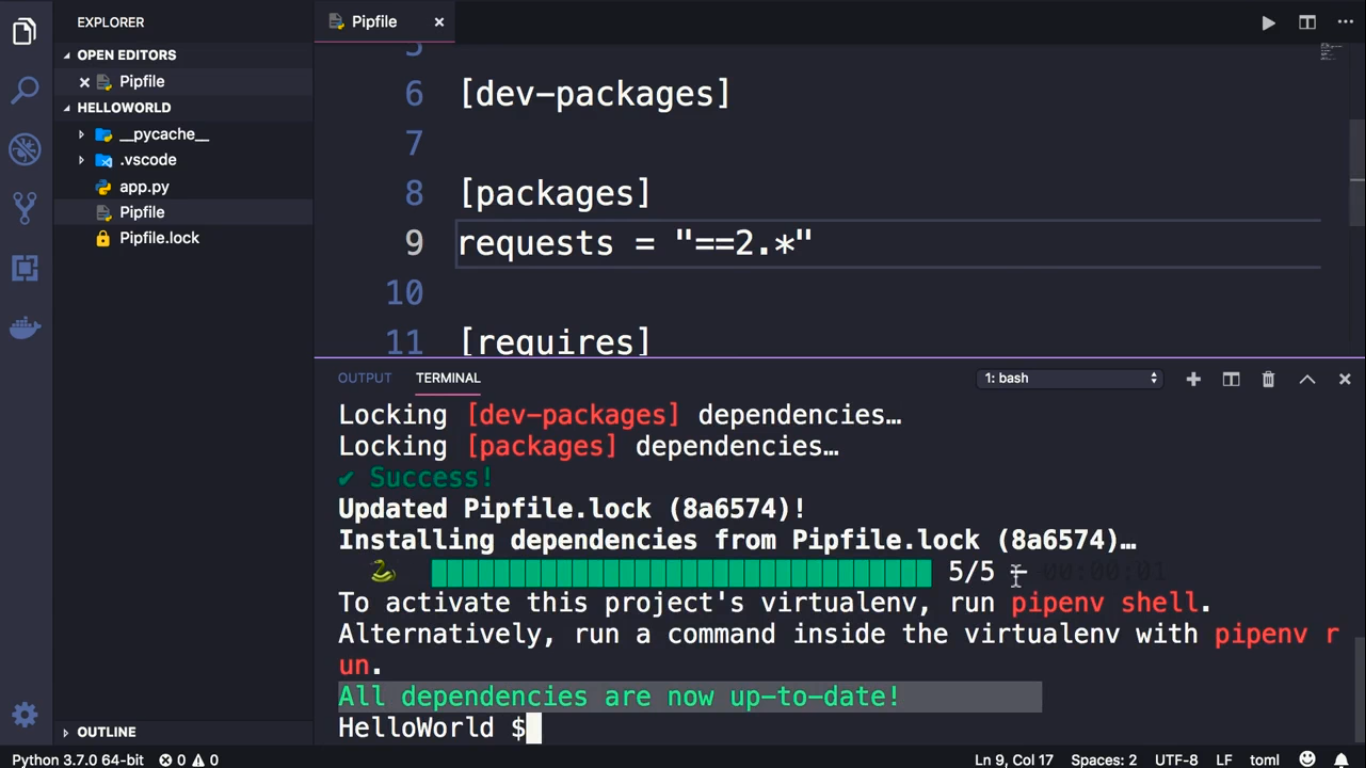 EXPLORER
OPEN EDITORS
Pipfile
HELLOWORLD
__pycache__
.vscode
app.py
Pipfile
Pipfile.lock
OUTLINE
Pipfile
6 [dev-packages]
7
8 [packages]
9 requests = "==2.*"
10
11 [requires]
OUTPUT TERMINAL 1: bash
Locking [dev-packages] dependencies…
Locking [packages] dependencies…
✔ Success!
Updated Pipfile.lock (8a6574)!
Installing dependencies from Pipfile.lock (8a6574)…
5/5 — 00:00:01
To activate this project's virtualenv, run pipenv shell.
Alternatively, run a command inside the virtualenv with pipenv r
un.
All dependencies are now up-to-date!
HelloWorld $
Python 3.7.0 64-bit 0 0 Ln 9, Col 17 Spaces: 2 UTF-8 LF toml